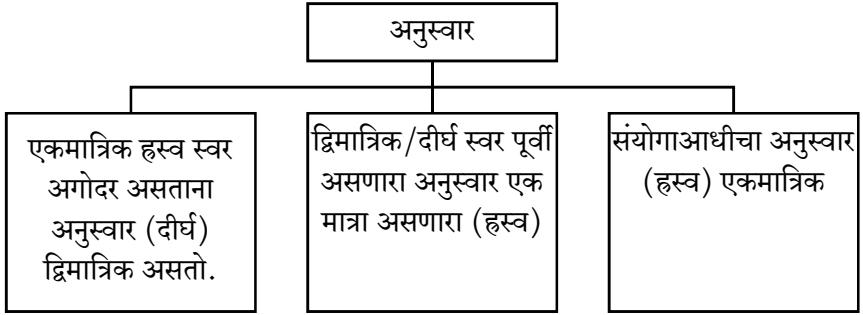 अनुस्वार
एकमात्रिक ह्रस्व स्वर
अगोदर असताना
अनुस्वार (दीर्घ)
द्विमात्रिक असतो.
द्विमात्रिक/दीर्घ स्वर पूर्वी
असणारा अनुस्वार एक
मात्रा असणारा (ह्रस्व)
संयोगाआधीचा अनुस्वार
(ह्रस्व) एकमात्रिक